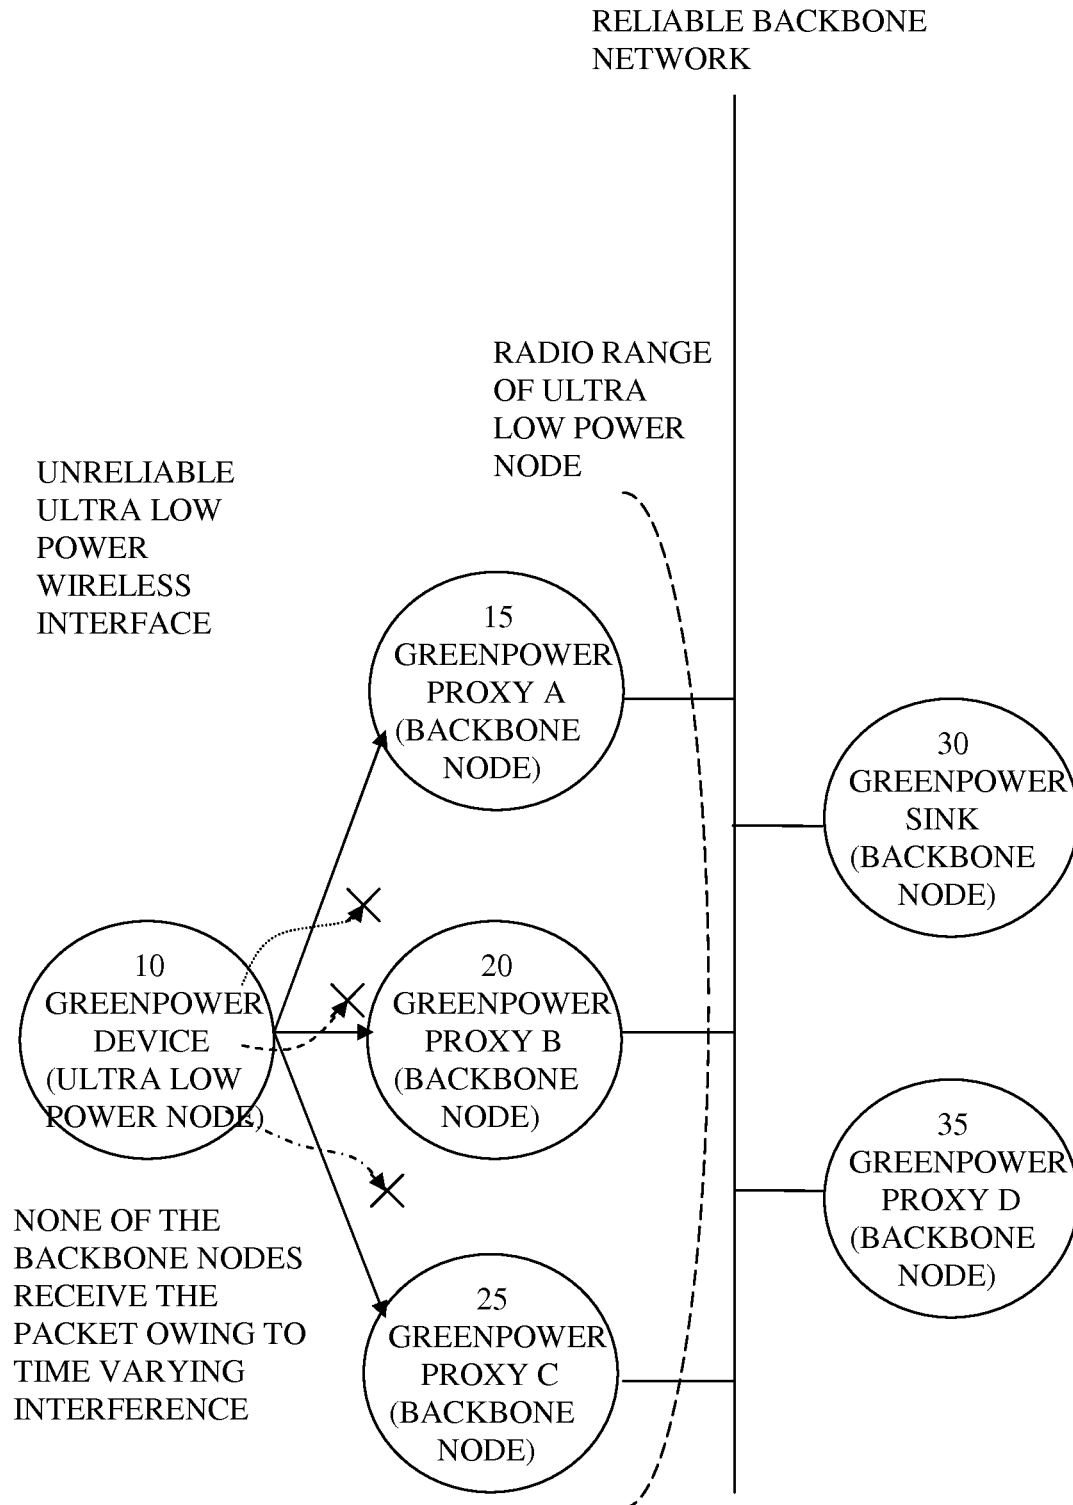 RELIABLE BACKBONE
NETWORK
RADIO RANGE
OF ULTRA
LOW POWER
NODE
UNRELIABLE
ULTRA LOW
POWER
WIRELESS
INTERFACE
15
GREENPOWER
PROXY A
(BACKBONE
NODE)
30
GREENPOWER
SINK
(BACKBONE
NODE)
10
GREENPOWER
DEVICE
(ULTRA LOW
POWER NODE)
20
GREENPOWER
PROXY B
(BACKBONE
NODE)
35
GREENPOWER
PROXY D
(BACKBONE
NODE)
NONE OF THE
BACKBONE NODES
RECEIVE THE
PACKET OWING TO
TIME VARYING
INTERFERENCE
25
GREENPOWER
PROXY C
(BACKBONE
NODE)